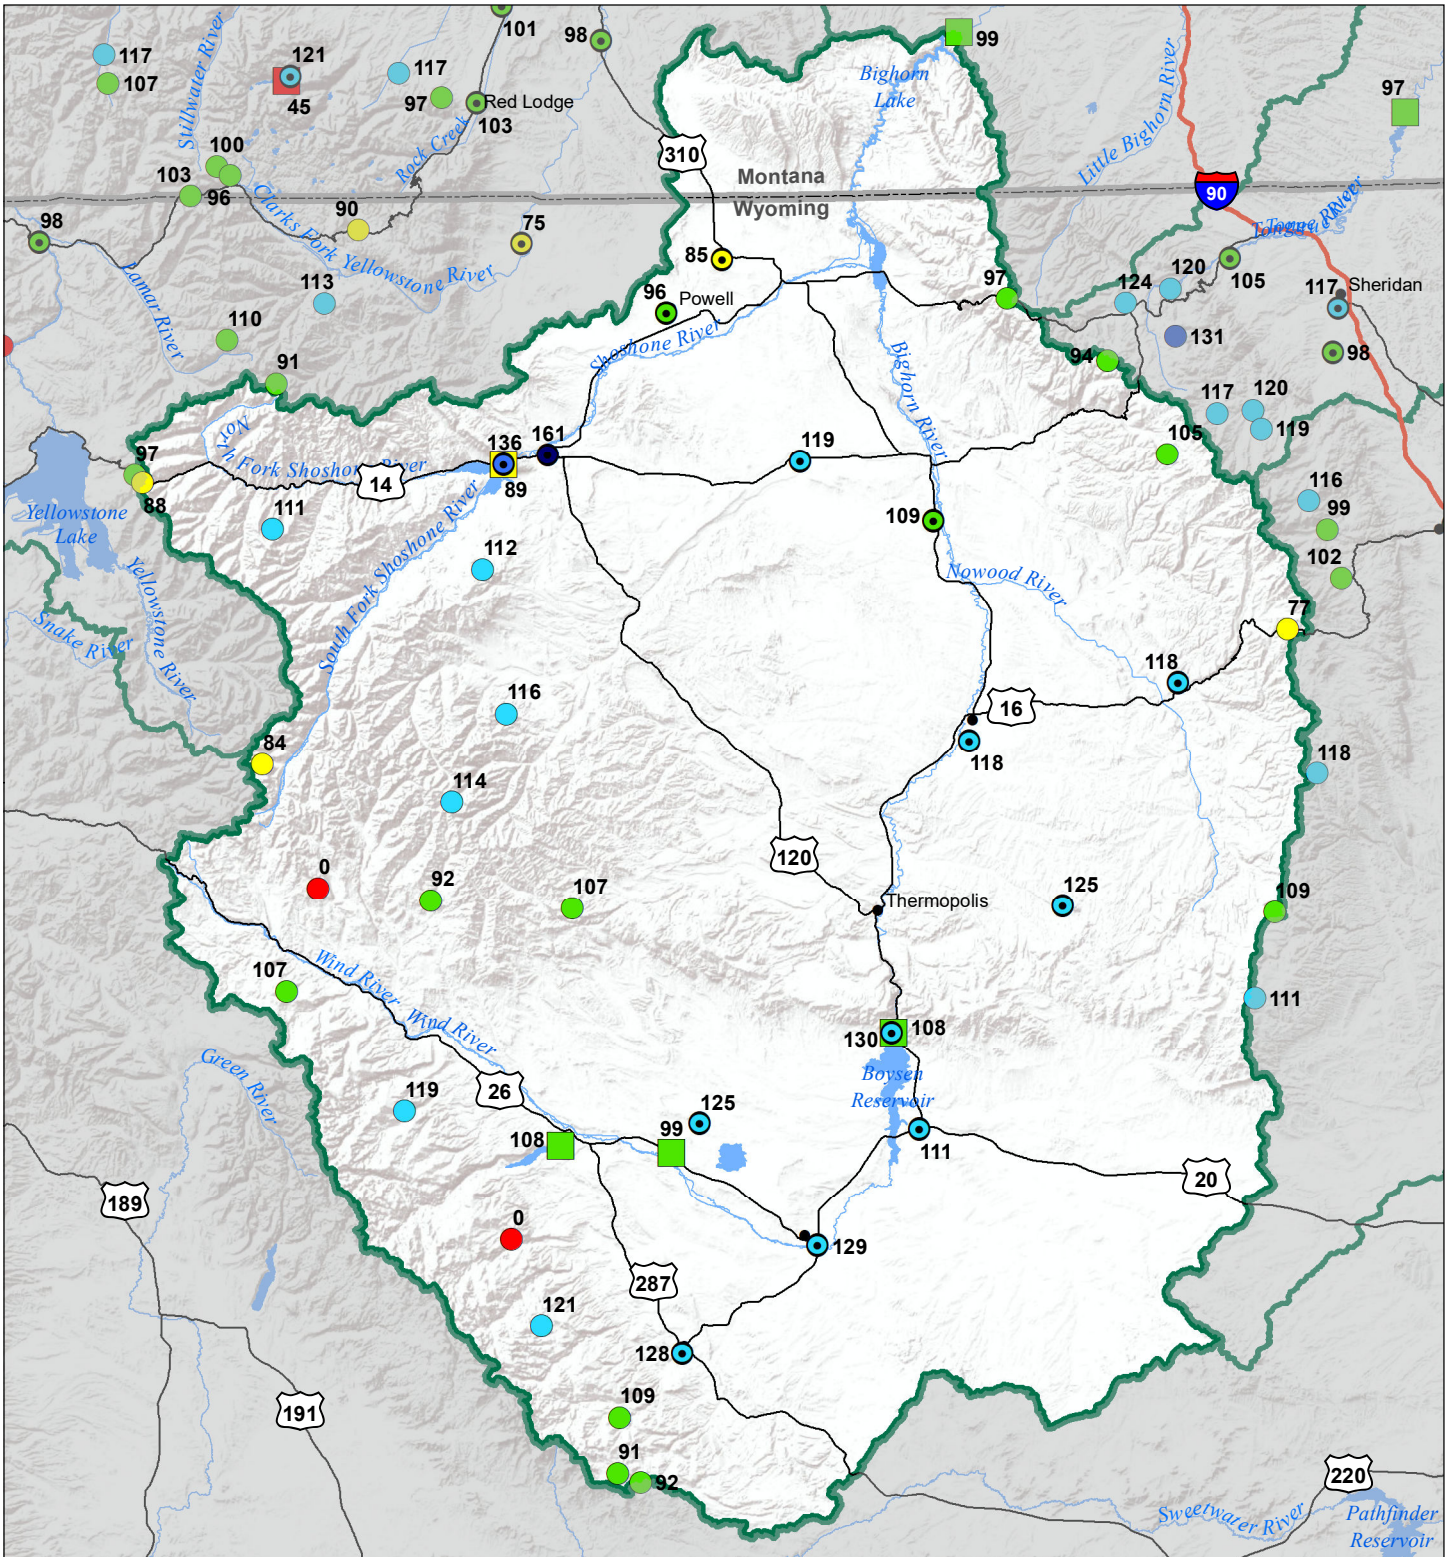 101
98
117
107
Stillwater River
121
45
117
97
Red Lodge
103
Rock Creek
Bighorn
Lake
99
Little Bighorn River
97
310
Montana
Wyoming
90
100
103
96
Clarks Fork Yellowstone River
90
75
98
Lamar River
113
110
91
85
96
Powell
Shoshone River
Bighorn River
97
94
124
120
Tongue River
Tongue River
105
117
Sheridan
131
98
117
120
119
105
116
99
102
97
88
North Fork Shoshone River
14
136
89
161
119
109
111
112
South Fork Shoshone River
Yellowstone
Lake
Yellowstone River
Snake River
Nowood River
77
118
16
118
118
116
84
114
120
0
92
107
Thermopolis
125
109
107
Wind River
Wind River
111
130
108
Boysen
Reservoir
Green River
119
26
125
108
99
111
20
189
0
129
287
121
128
191
109
91
92
220
Sweetwater River
Pathfinder
Reservoir